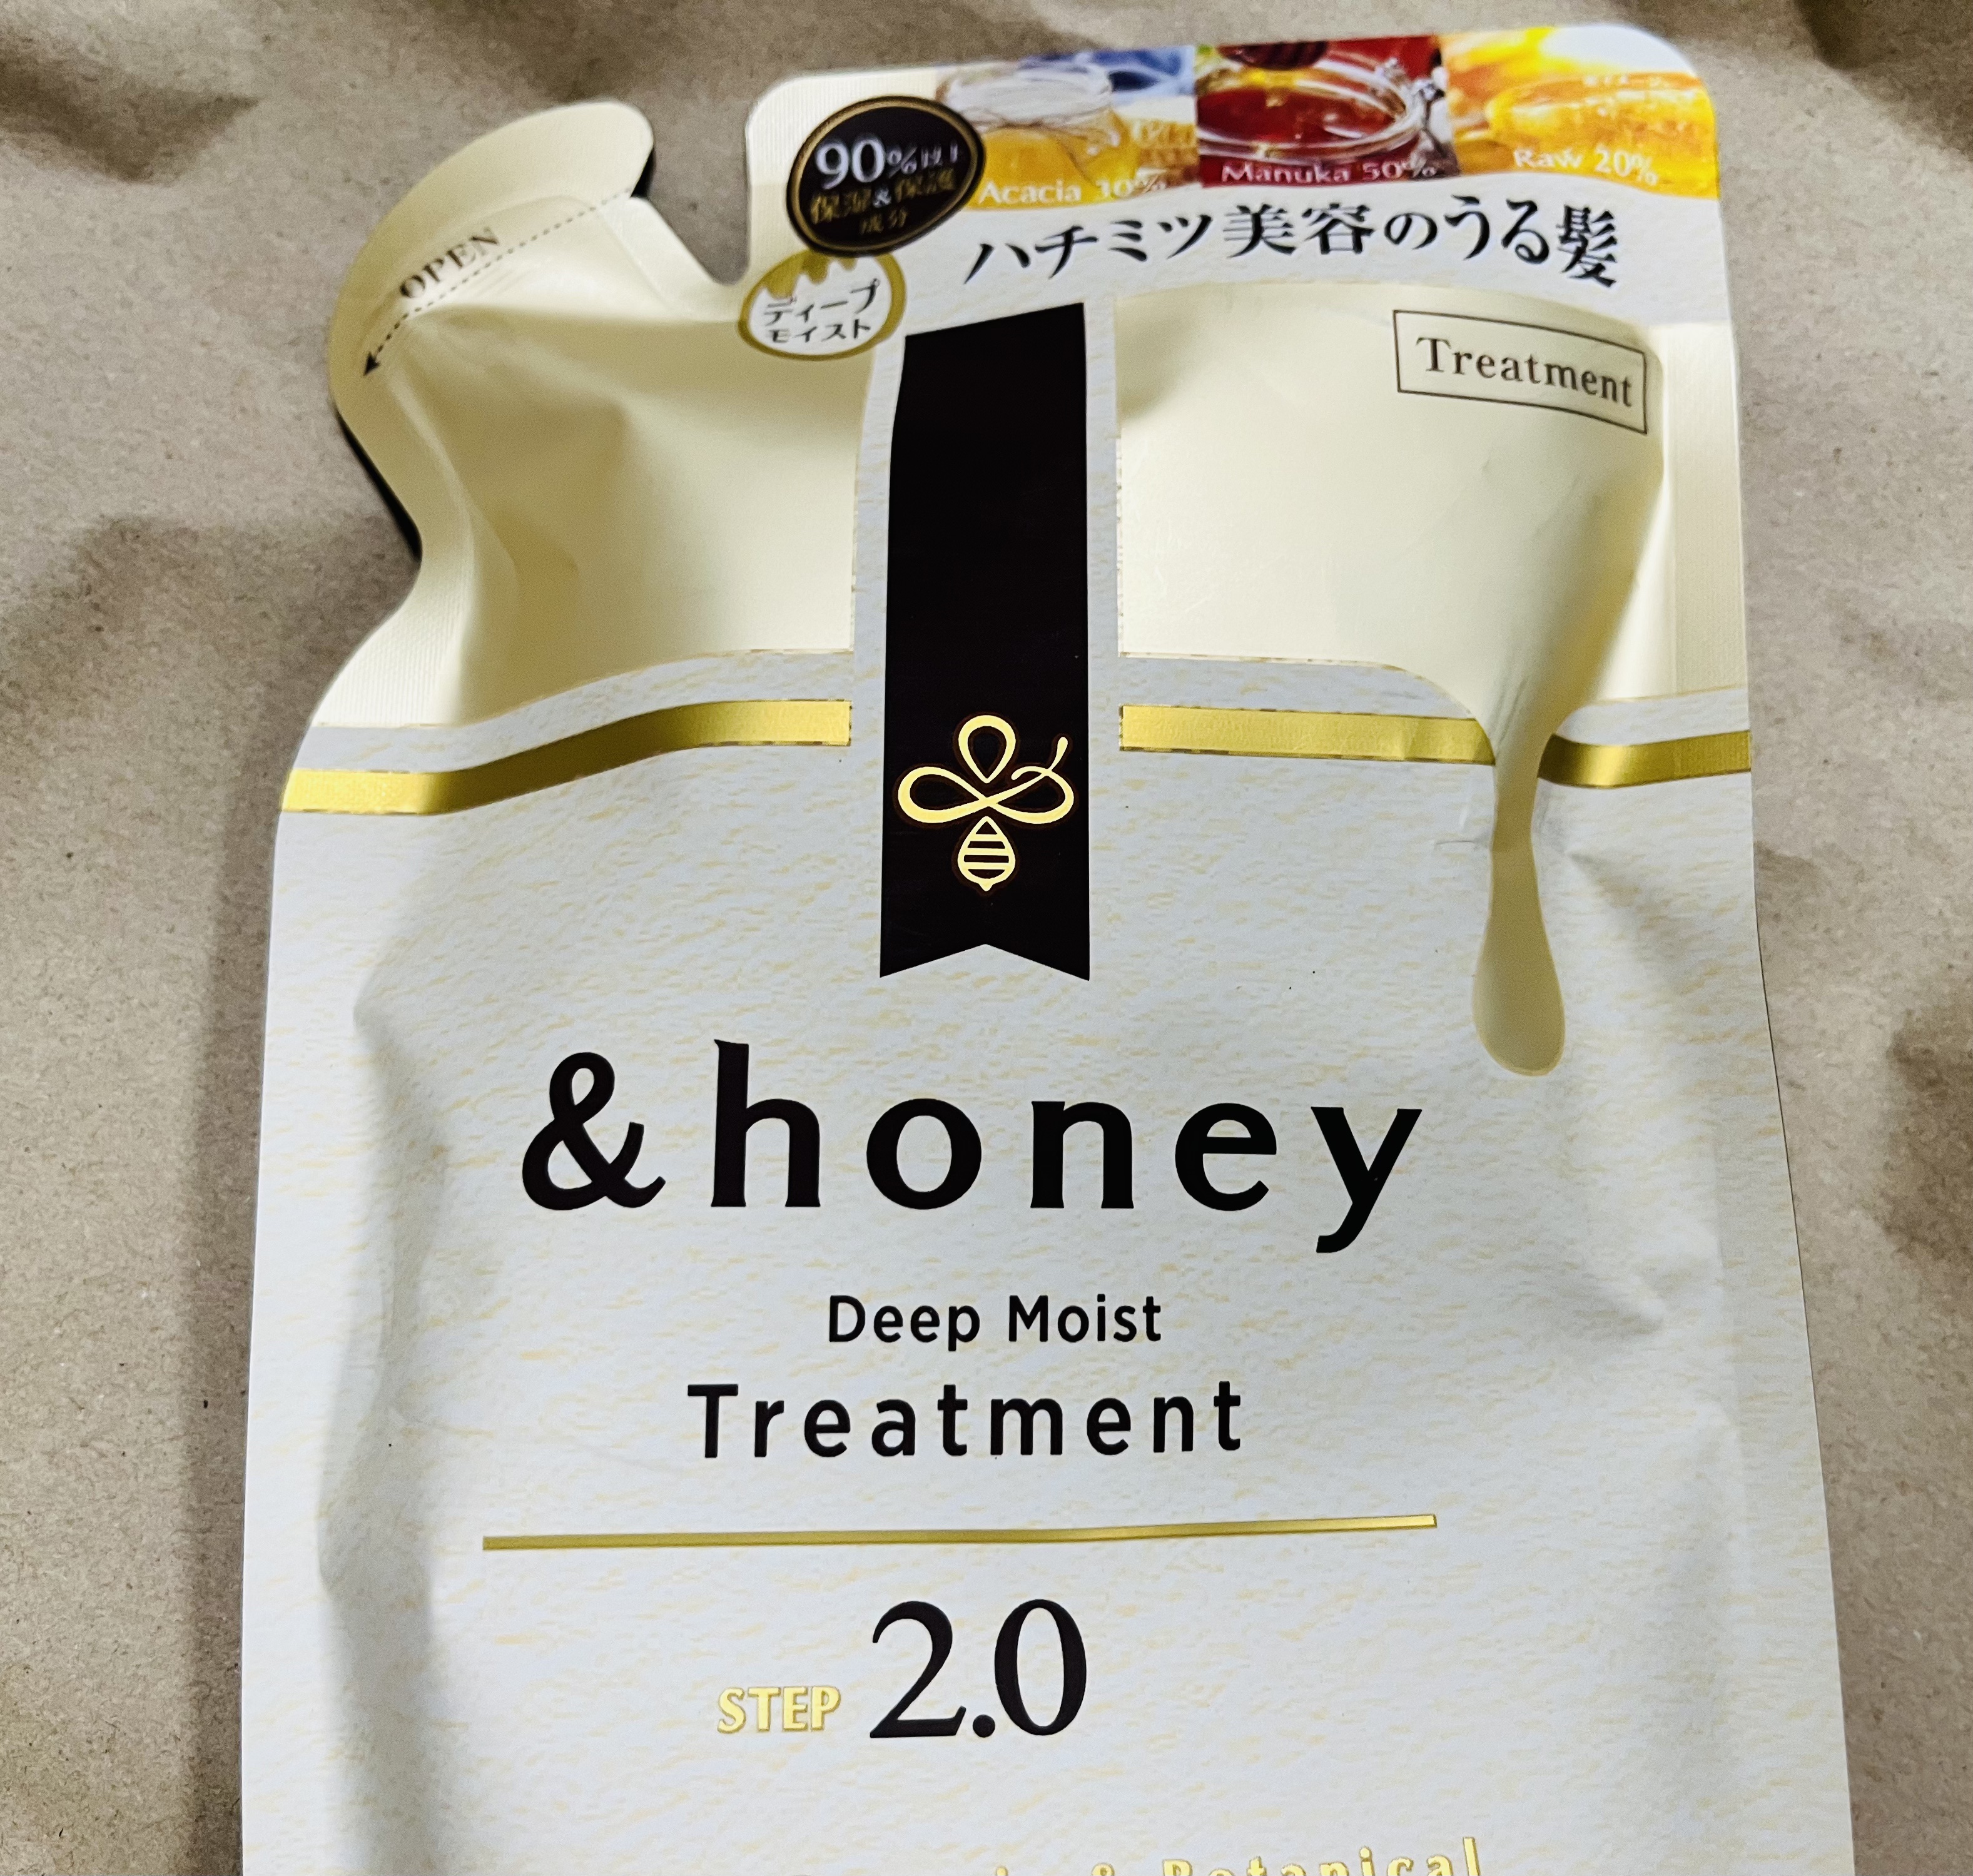 90%以上
保湿&保護
成分
Acacia 30%
Manuka 50%
Raw 20%
OPEN
ハチミツ美容のうる髪
ディープ
モイスト
Treatment
&honey
Deep Moist
Treatment
STEP 2.0
& Botanical